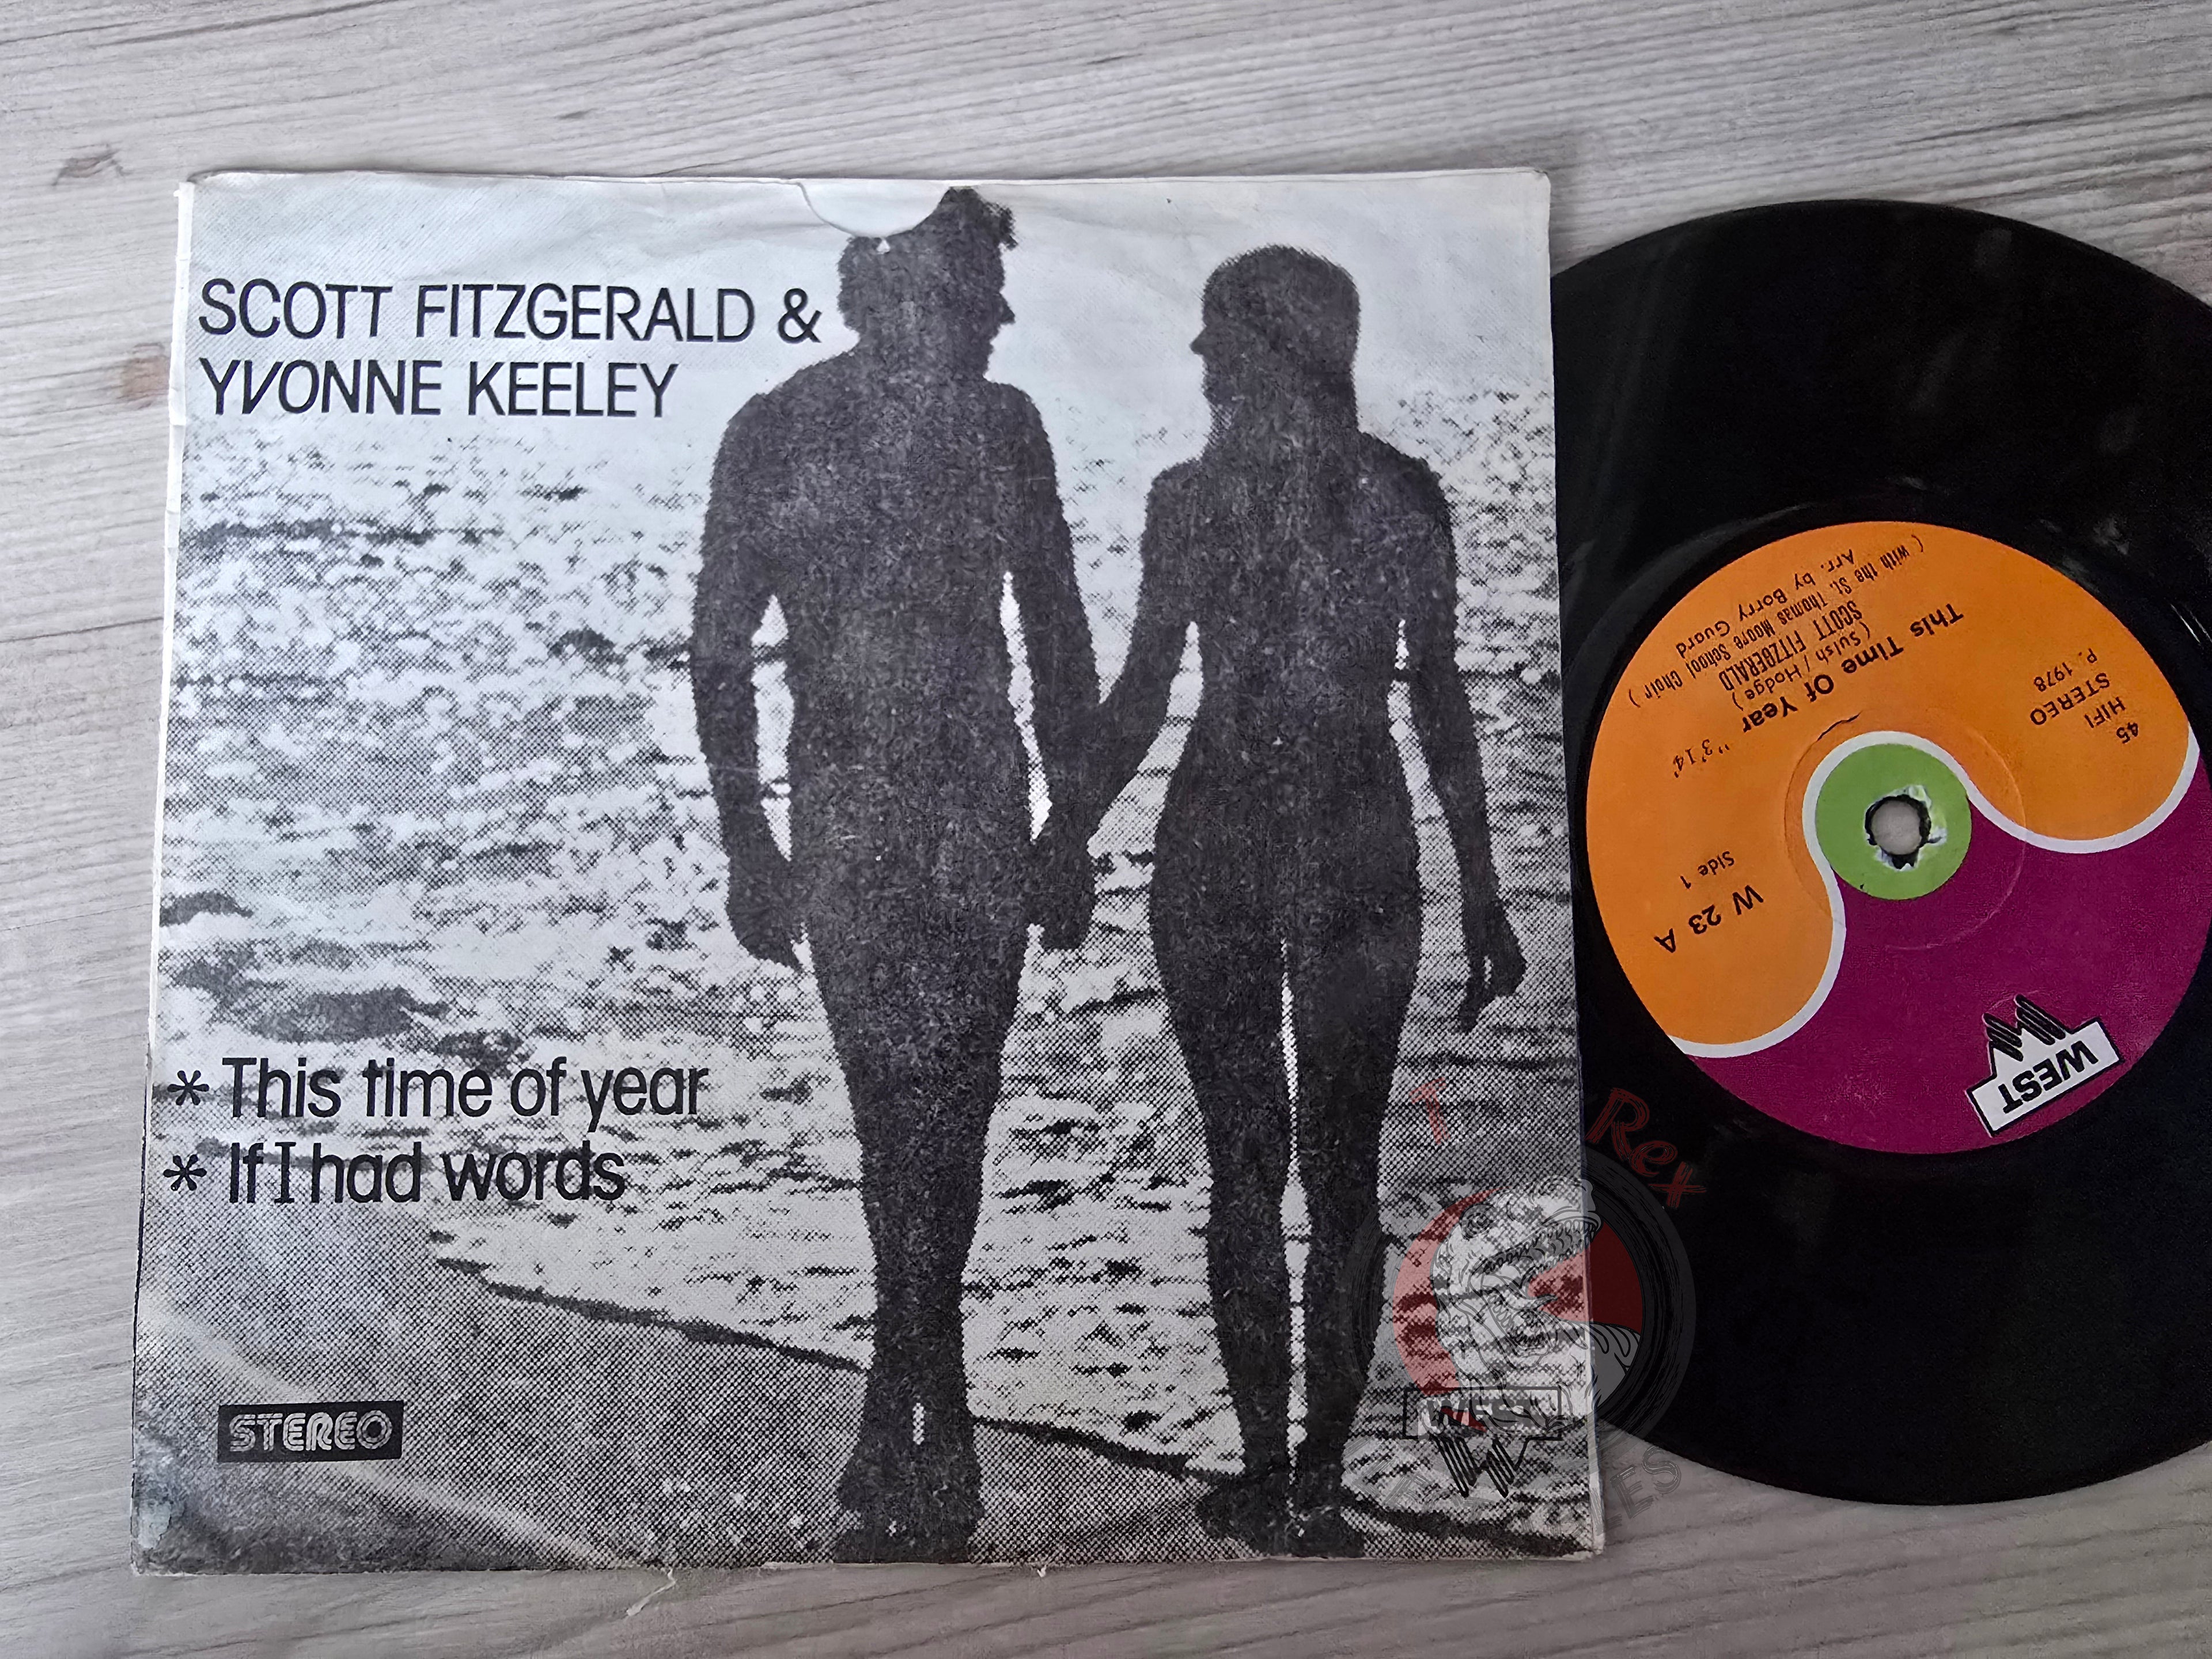 SCOTT FITZGERALD &
YVONNE KEELEY
* This time of year
* If I had words
STEREO
WEST
Rex
45
HIFI
STEREO
P. 1978
This Time Of Year "3'14'
(Suish / Hodge)
SCOTT FITZGERALD
(with the St. Thomas Moore School Choir)
Arr. by Borry Guard
Side 1
W 23 A
WEST